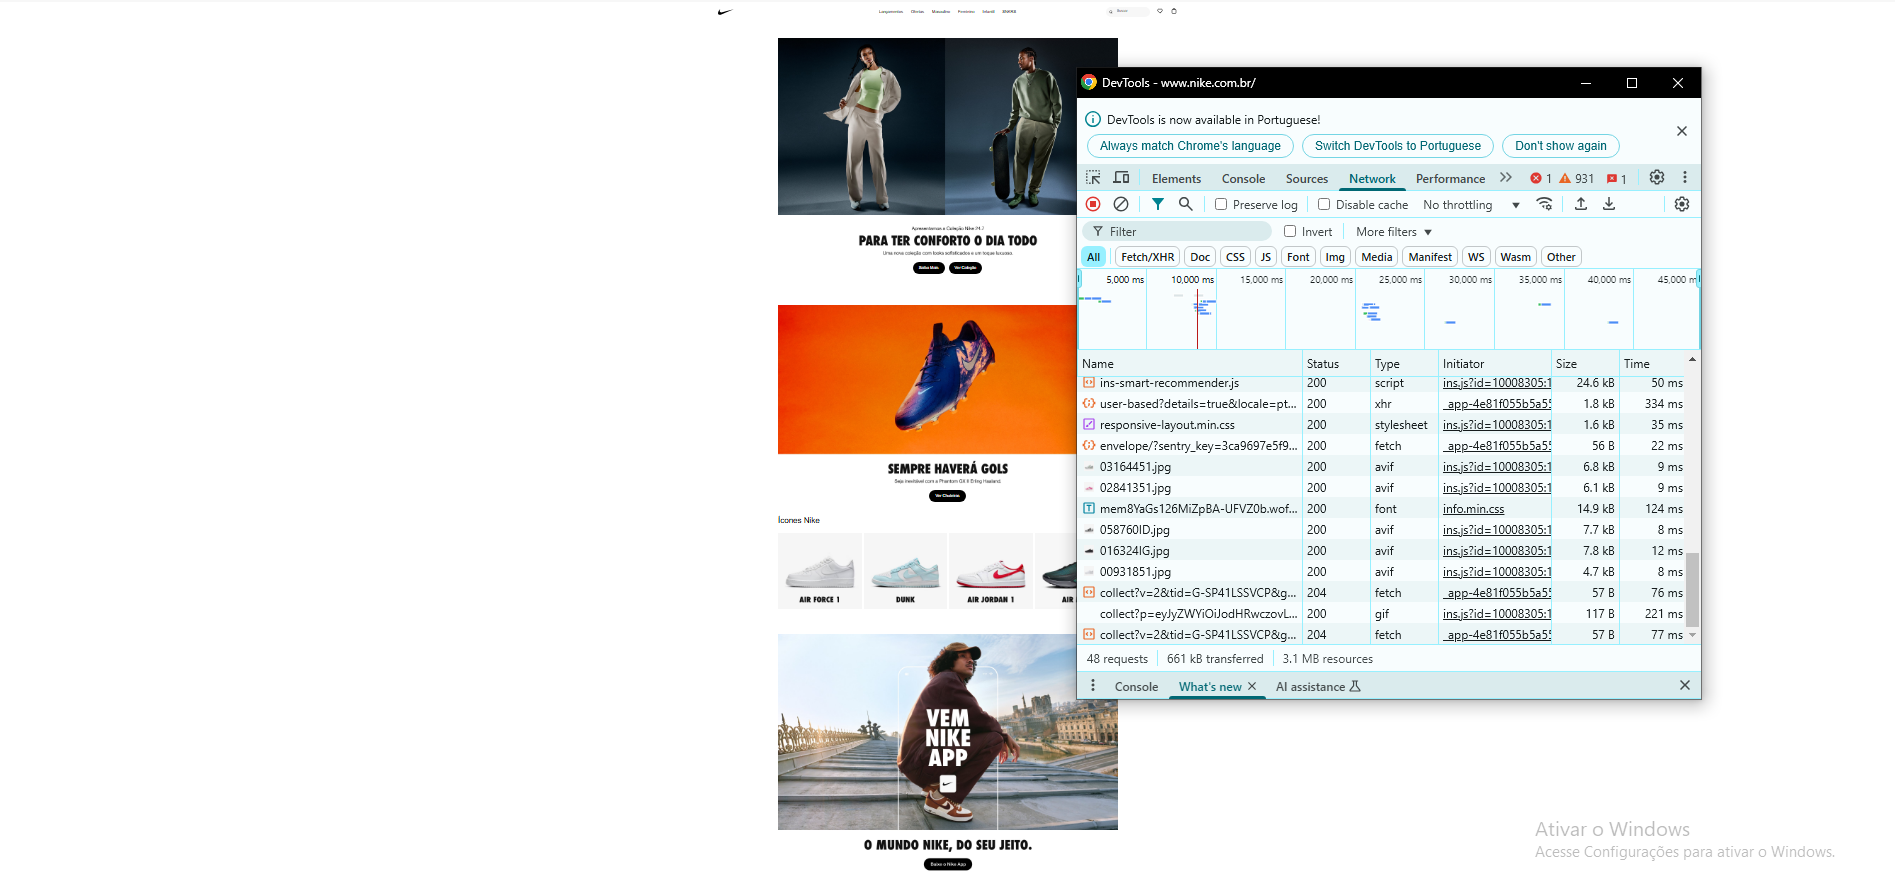 Lançamentos Ofertas Masculino Feminino Infantil SNKRS
Apresentamos a Coleção Nike 24.7
PARA TER CONFORTO O DIA TODO
Uma nova coleção com looks sofisticados e um toque luxuoso.
Saiba Mais Ver Coleção
SEMPRE HAVERÁ GOLS
Seja inevitável com a Phantom GX II Erling Haaland.
Ver Chuteiras
Ícones Nike
AIR FORCE 1 DUNK AIR JORDAN 1 AIR
VEM
NIKE
APP
O MUNDO NIKE, DO SEU JEITO.
Baixe o Nike App
DevTools - www.nike.com.br/
DevTools is now available in Portuguese!
Always match Chrome's language Switch DevTools to Portuguese Don't show again
Elements Console Sources Network Performance 1 931 1
Preserve log Disable cache No throttling
Filter Invert More filters
All Fetch/XHR Doc CSS JS Font Img Media Manifest WS Wasm Other
5,000 ms 10,000 ms 15,000 ms 20,000 ms 25,000 ms 30,000 ms 35,000 ms 40,000 ms 45,000 m
Name Status Type Initiator Size Time
ins-smart-recommender.js 200 script ins.js?id=10008305:1 24.6 kB 50 ms
user-based?details=true&locale=pt... 200 xhr _app-4e81f055b5a55 1.8 kB 334 ms
responsive-layout.min.css 200 stylesheet ins.js?id=10008305:1 1.6 kB 35 ms
envelope/?sentry_key=3ca9697e5f9... 200 fetch _app-4e81f055b5a55 56 B 22 ms
03164451.jpg 200 avif ins.js?id=10008305:1 6.8 kB 9 ms
02841351.jpg 200 avif ins.js?id=10008305:1 6.1 kB 9 ms
mem8YaGs126MiZpBA-UFVZ0b.wof... 200 font info.min.css 14.9 kB 124 ms
058760ID.jpg 200 avif ins.js?id=10008305:1 7.7 kB 8 ms
016324IG.jpg 200 avif ins.js?id=10008305:1 7.8 kB 12 ms
00931851.jpg 200 avif ins.js?id=10008305:1 4.7 kB 8 ms
collect?v=2&tid=G-SP41LSSVCP&g... 204 fetch _app-4e81f055b5a55 57 B 76 ms
collect?p=eyJyZWYiOiJodHRwczovL... 200 gif ins.js?id=10008305:1 117 B 221 ms
collect?v=2&tid=G-SP41LSSVCP&g... 204 fetch _app-4e81f055b5a55 57 B 77 ms
48 requests 661 kB transferred 3.1 MB resources
Console What's new AI assistance
Ativar o Windows
Acesse Configurações para ativar o Windows.